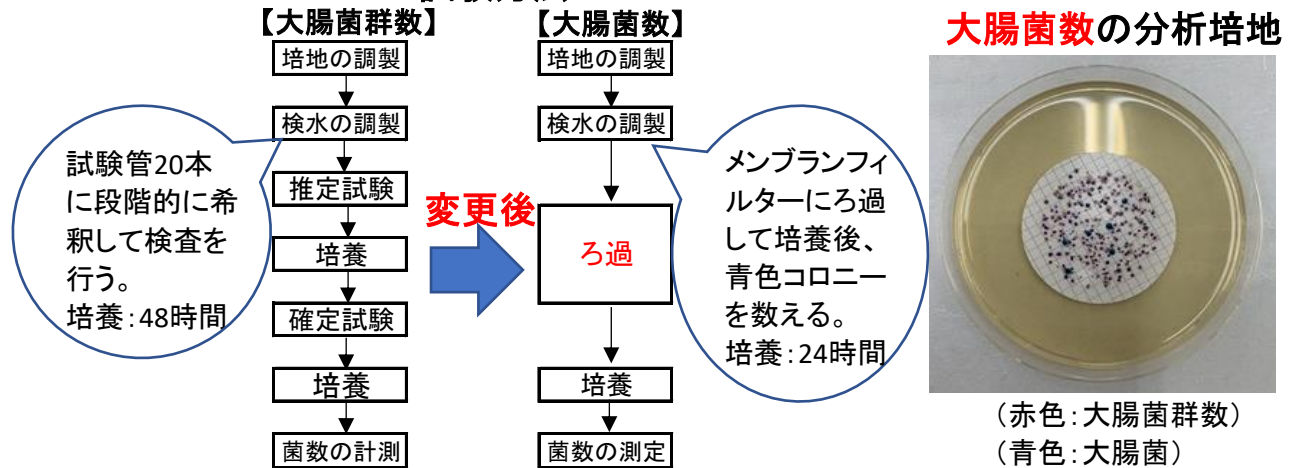 【大腸菌群数】
培地の調製
検水の調製
推定試験
培養
確定試験
培養
菌数の計測
試験管20本
に段階的に希
釈して検査を
行う。
培養:48時間
変更後
【大腸菌数】
培地の調製
検水の調製
ろ過
培養
菌数の測定
メンブランフィ
ルターにろ過
して培養後、
青色コロニー
を数える。
培養:24時間
大腸菌数の分析培地
(赤色:大腸菌群数)
(青色:大腸菌)